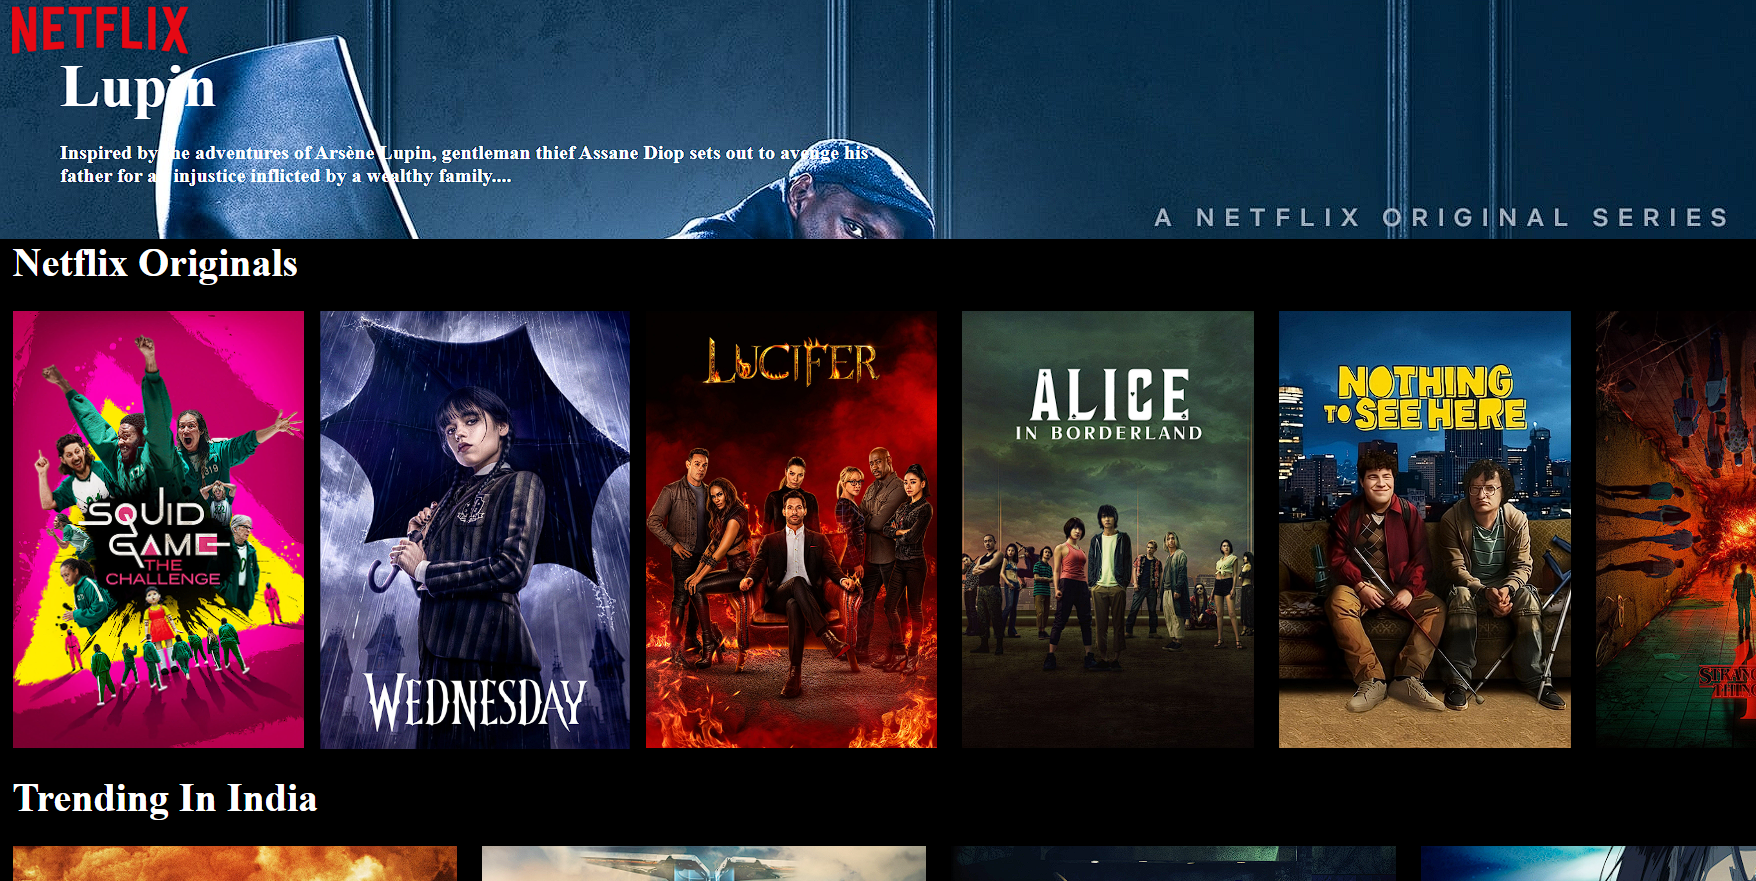 NETFLIX
Lupin
Inspired by the adventures of Arsène Lupin, gentleman thief Assane Diop sets out to avenge his
father for an injustice inflicted by a wealthy family....
A NETFLIX ORIGINAL SERIES
Netflix Originals
SQUID
GAME
THE
CHALLENGE
WEDNESDAY
LUCIFER
ALICE
IN BORDERLAND
NOTHING
TO SEE HERE
Trending In India